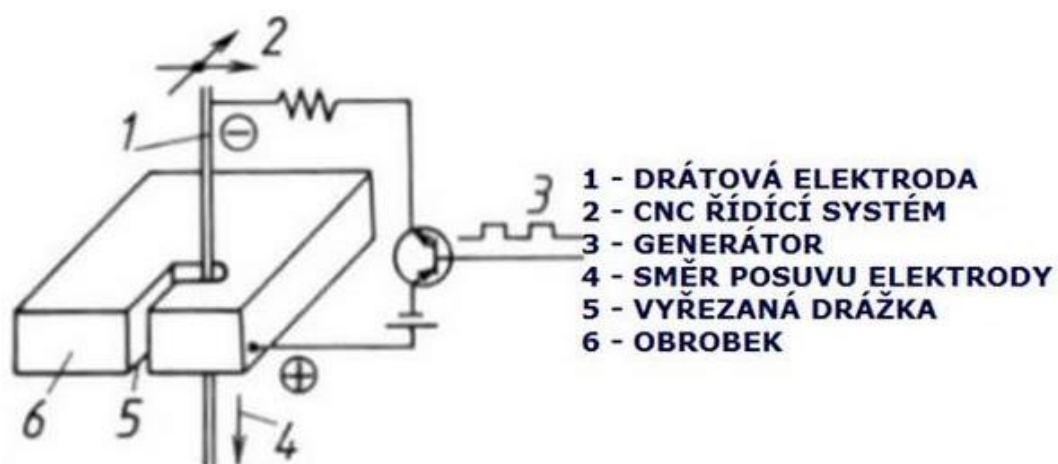 2
1
3
1 - DRÁTOVÁ ELEKTRODA
2 - CNC ŘÍDÍCÍ SYSTÉM
3 - GENERÁTOR
4 - SMĚR POSUVU ELEKTRODY
5 - VYŘEZANÁ DRÁŽKA
6 - OBROBEK
6
5
4